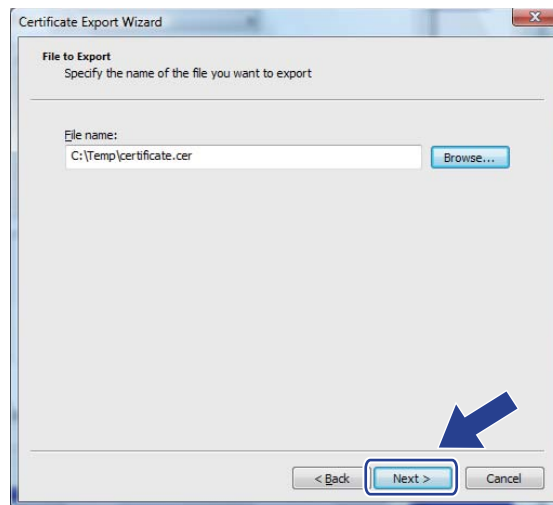 Certificate Export Wizard
File to Export
Specify the name of the file you want to export
File name:
C:\Temp\certificate.cer
Browse...
< Back
Next >
Cancel